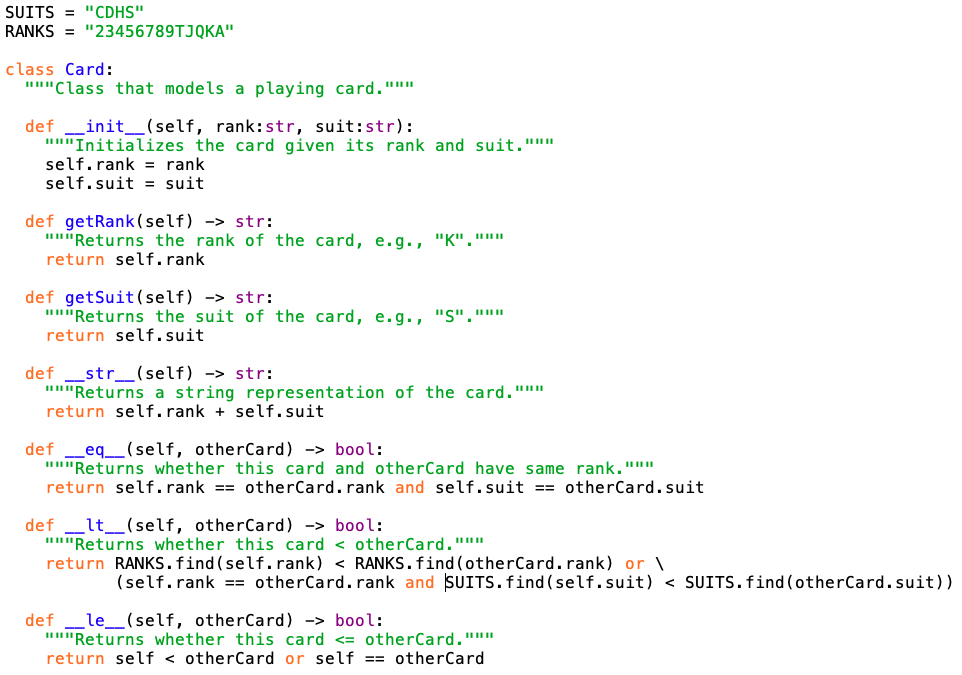 SUITS = "CDHS"
RANKS = "23456789TJQKA"

class Card:
  """Class that models a playing card."""

  def __init__(self, rank:str, suit:str):
    """Initializes the card given its rank and suit."""
    self.rank = rank
    self.suit = suit

  def getRank(self) -> str:
    """Returns the rank of the card, e.g., "K"."""
    return self.rank

  def getSuit(self) -> str:
    """Returns the suit of the card, e.g., "S"."""
    return self.suit

  def __str__(self) -> str:
    """Returns a string representation of the card."""
    return self.rank + self.suit

  def __eq__(self, otherCard) -> bool:
    """Returns whether this card and otherCard have same rank."""
    return self.rank == otherCard.rank and self.suit == otherCard.suit

  def __lt__(self, otherCard) -> bool:
    """Returns whether this card < otherCard."""
    return RANKS.find(self.rank) < RANKS.find(otherCard.rank) or \
           (self.rank == otherCard.rank and SUITS.find(self.suit) < SUITS.find(otherCard.suit))

  def __le__(self, otherCard) -> bool:
    """Returns whether this card <= otherCard."""
    return self < otherCard or self == otherCard